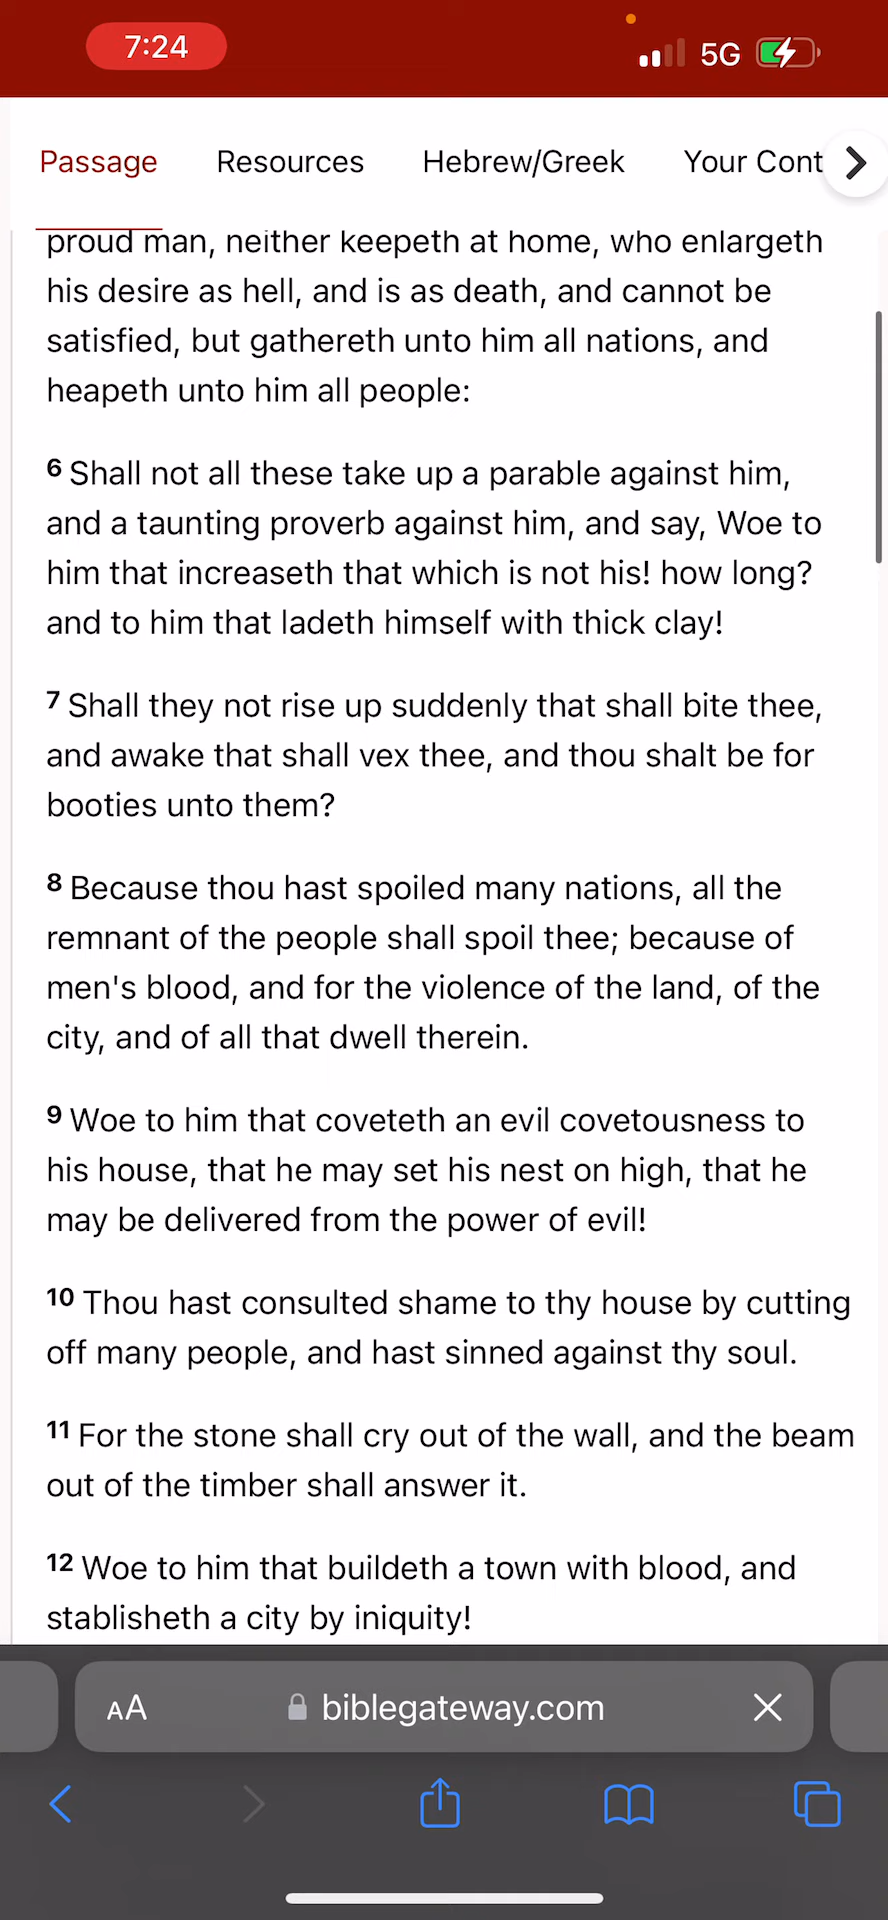 7:24
5G
Passage
Resources
Hebrew/Greek
Your Cont
proud man, neither keepeth at home, who enlargeth
his desire as hell, and is as death, and cannot be
satisfied, but gathereth unto him all nations, and
heapeth unto him all people:
6 Shall not all these take up a parable against him,
and a taunting proverb against him, and say, Woe to
him that increaseth that which is not his! how long?
and to him that ladeth himself with thick clay!
7 Shall they not rise up suddenly that shall bite thee,
and awake that shall vex thee, and thou shalt be for
booties unto them?
8 Because thou hast spoiled many nations, all the
remnant of the people shall spoil thee; because of
men's blood, and for the violence of the land, of the
city, and of all that dwell therein.
9 Woe to him that coveteth an evil covetousness to
his house, that he may set his nest on high, that he
may be delivered from the power of evil!
10 Thou hast consulted shame to thy house by cutting
off many people, and hast sinned against thy soul.
11 For the stone shall cry out of the wall, and the beam
out of the timber shall answer it.
12 Woe to him that buildeth a town with blood, and
stablisheth a city by iniquity!
AA
biblegateway.com